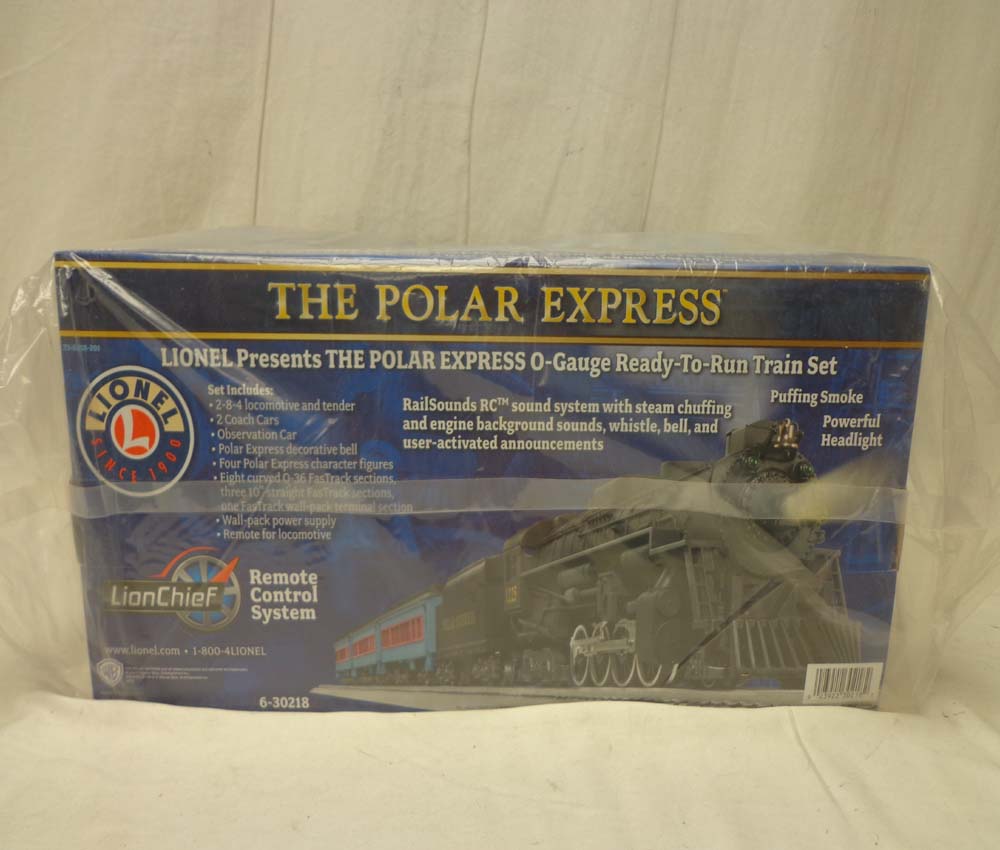 THE POLAR EXPRESS™
LIONEL Presents THE POLAR EXPRESS O-Gauge Ready-To-Run Train Set
LIONEL
L
SINCE 1900
Set Includes:
• 2-8-4 locomotive and tender
• 2 Coach Cars
• Observation Car
• Polar Express decorative bell
• Four Polar Express character figures
• Eight curved O-36 FasTrack sections,
three 10" straight FasTrack sections,
one FasTrack wall-pack terminal section
• Wall-pack power supply
• Remote for locomotive
RailSounds RC™ sound system with steam chuffing
and engine background sounds, whistle, bell, and
user-activated announcements
Puffing Smoke
Powerful
Headlight
LionChief
Remote
Control
System
www.lionel.com • 1-800-4LIONEL
WB
6-30218
1225